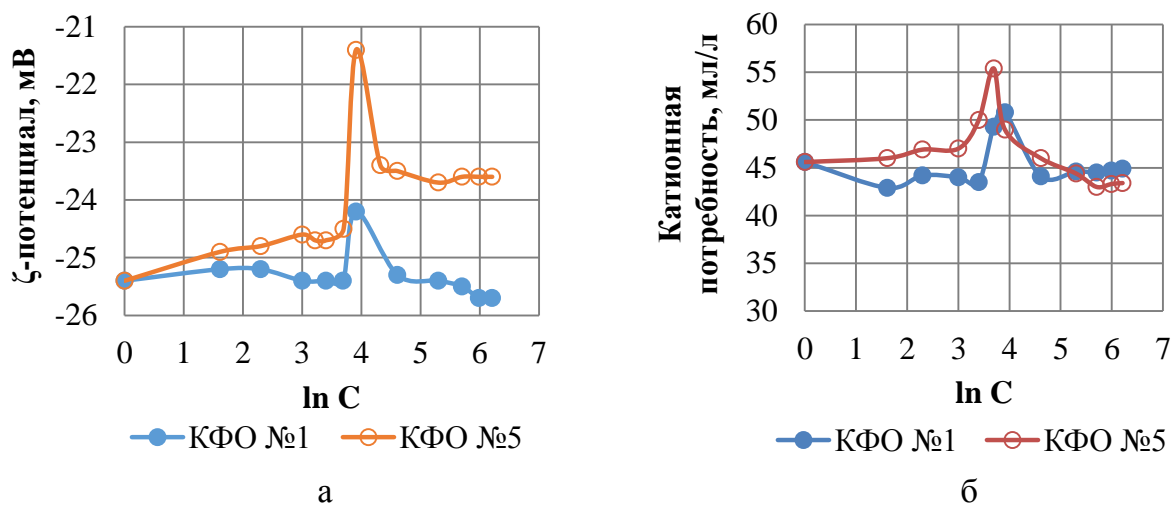 ζ-потенциал, мВ
-21
-22
-23
-24
-25
-26
0 1 2 3 4 5 6 7
ln C
КФО №1 КФО №5
а
Катионная
потребность, мл/л
60
55
50
45
40
35
30
0 1 2 3 4 5 6 7
ln C
КФО №1 КФО №5
б